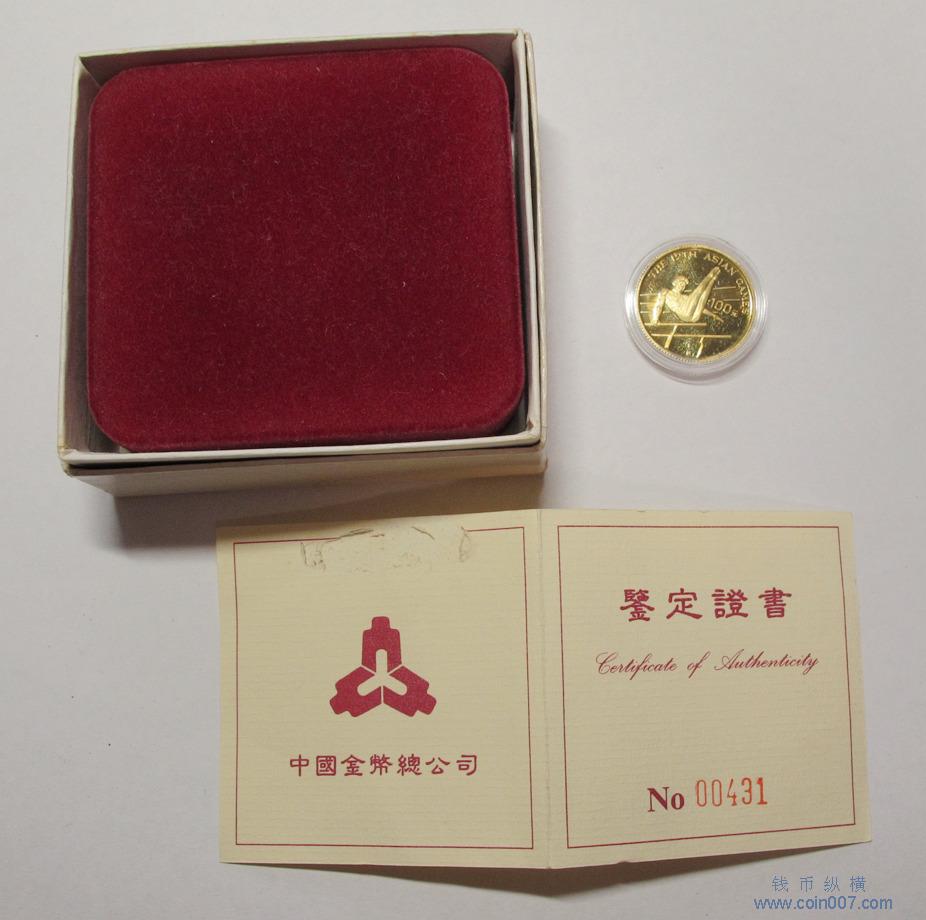 THE 12TH ASIAN GAMES
100元
鑒定證書
Certificate of Authenticity
中國金幣總公司
No 00431
钱币纵横
www.coin007.com